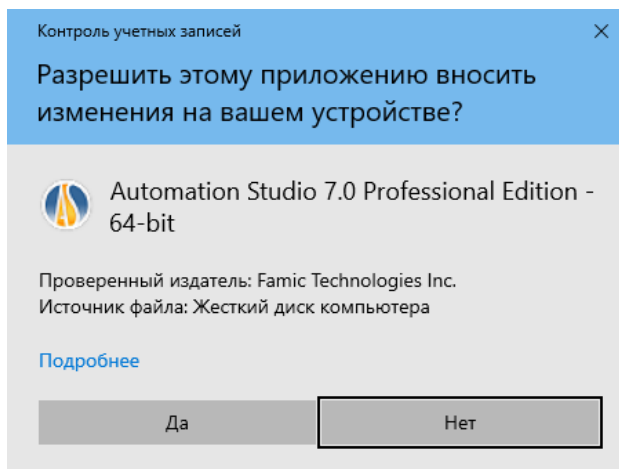 Контроль учетных записей
Разрешить этому приложению вносить
изменения на вашем устройстве?
Automation Studio 7.0 Professional Edition -
64-bit
Проверенный издатель: Famic Technologies Inc.
Источник файла: Жесткий диск компьютера
Подробнее
Да
Нет